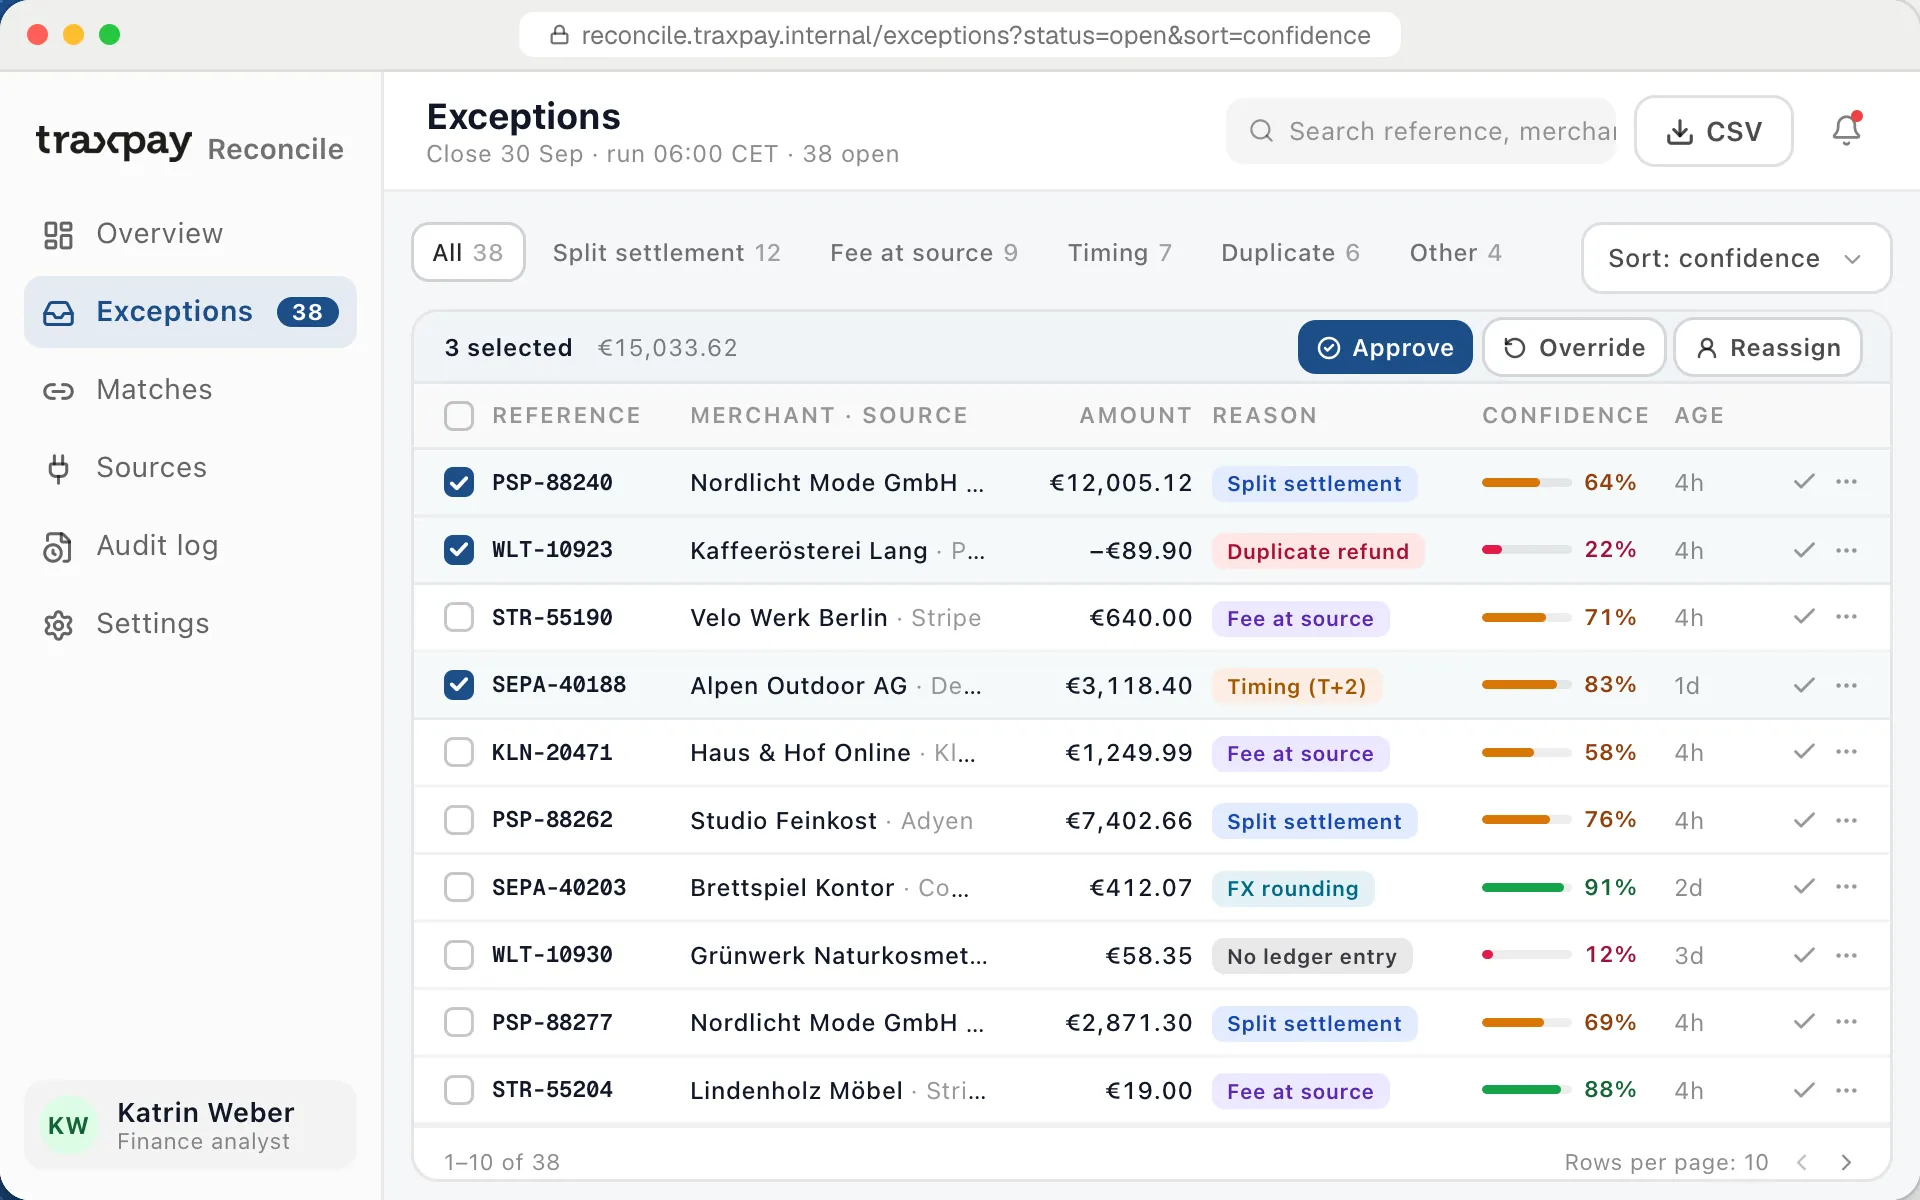 reconcile.traxpay.internal/exceptions?status=open&sort=confidence
traxpay Reconcile
Overview
Exceptions 38
Matches
Sources
Audit log
Settings
KW
Katrin Weber
Finance analyst
Exceptions
Close 30 Sep · run 06:00 CET · 38 open
Search reference, merchar
CSV
All 38 Split settlement 12 Fee at source 9 Timing 7 Duplicate 6 Other 4
Sort: confidence
3 selected €15,033.62
Approve Override Reassign
REFERENCE MERCHANT · SOURCE AMOUNT REASON CONFIDENCE AGE
PSP-88240 Nordlicht Mode GmbH ... €12,005.12 Split settlement 64% 4h
WLT-10923 Kaffeerösterei Lang · P... −€89.90 Duplicate refund 22% 4h
STR-55190 Velo Werk Berlin · Stripe €640.00 Fee at source 71% 4h
SEPA-40188 Alpen Outdoor AG · De... €3,118.40 Timing (T+2) 83% 1d
KLN-20471 Haus & Hof Online · Kl... €1,249.99 Fee at source 58% 4h
PSP-88262 Studio Feinkost · Adyen €7,402.66 Split settlement 76% 4h
SEPA-40203 Brettspiel Kontor · Co... €412.07 FX rounding 91% 2d
WLT-10930 Grünwerk Naturkosmet... €58.35 No ledger entry 12% 3d
PSP-88277 Nordlicht Mode GmbH ... €2,871.30 Split settlement 69% 4h
STR-55204 Lindenholz Möbel · Stri... €19.00 Fee at source 88% 4h
1–10 of 38
Rows per page: 10